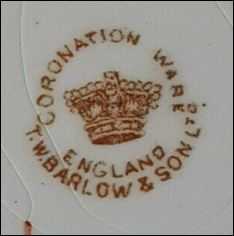 CORONATION WARE
ENGLAND
T.W.BARLOW & SON LTD